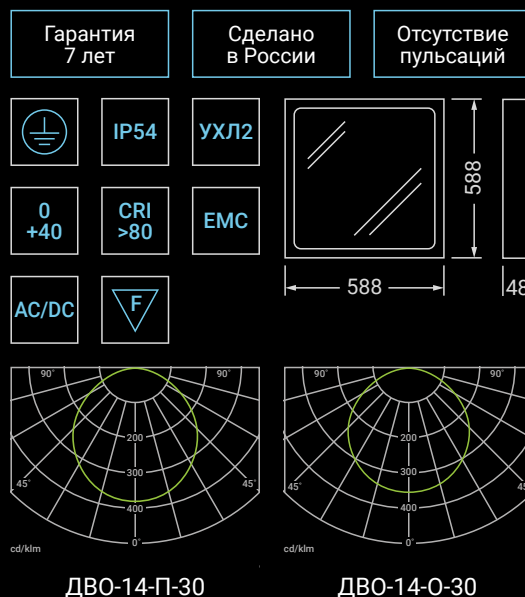 Гарантия
7 лет
Сделано
в России
Отсутствие
пульсаций
IP54
УХЛ2
588
0
+40
CRI
>80
EMC
588
48
AC/DC
F
90°
90°
200
300
45°
45°
400
cd/klm
0°
90°
90°
200
300
45°
45°
400
cd/klm
0°
ДВО-14-П-30
ДВО-14-О-30